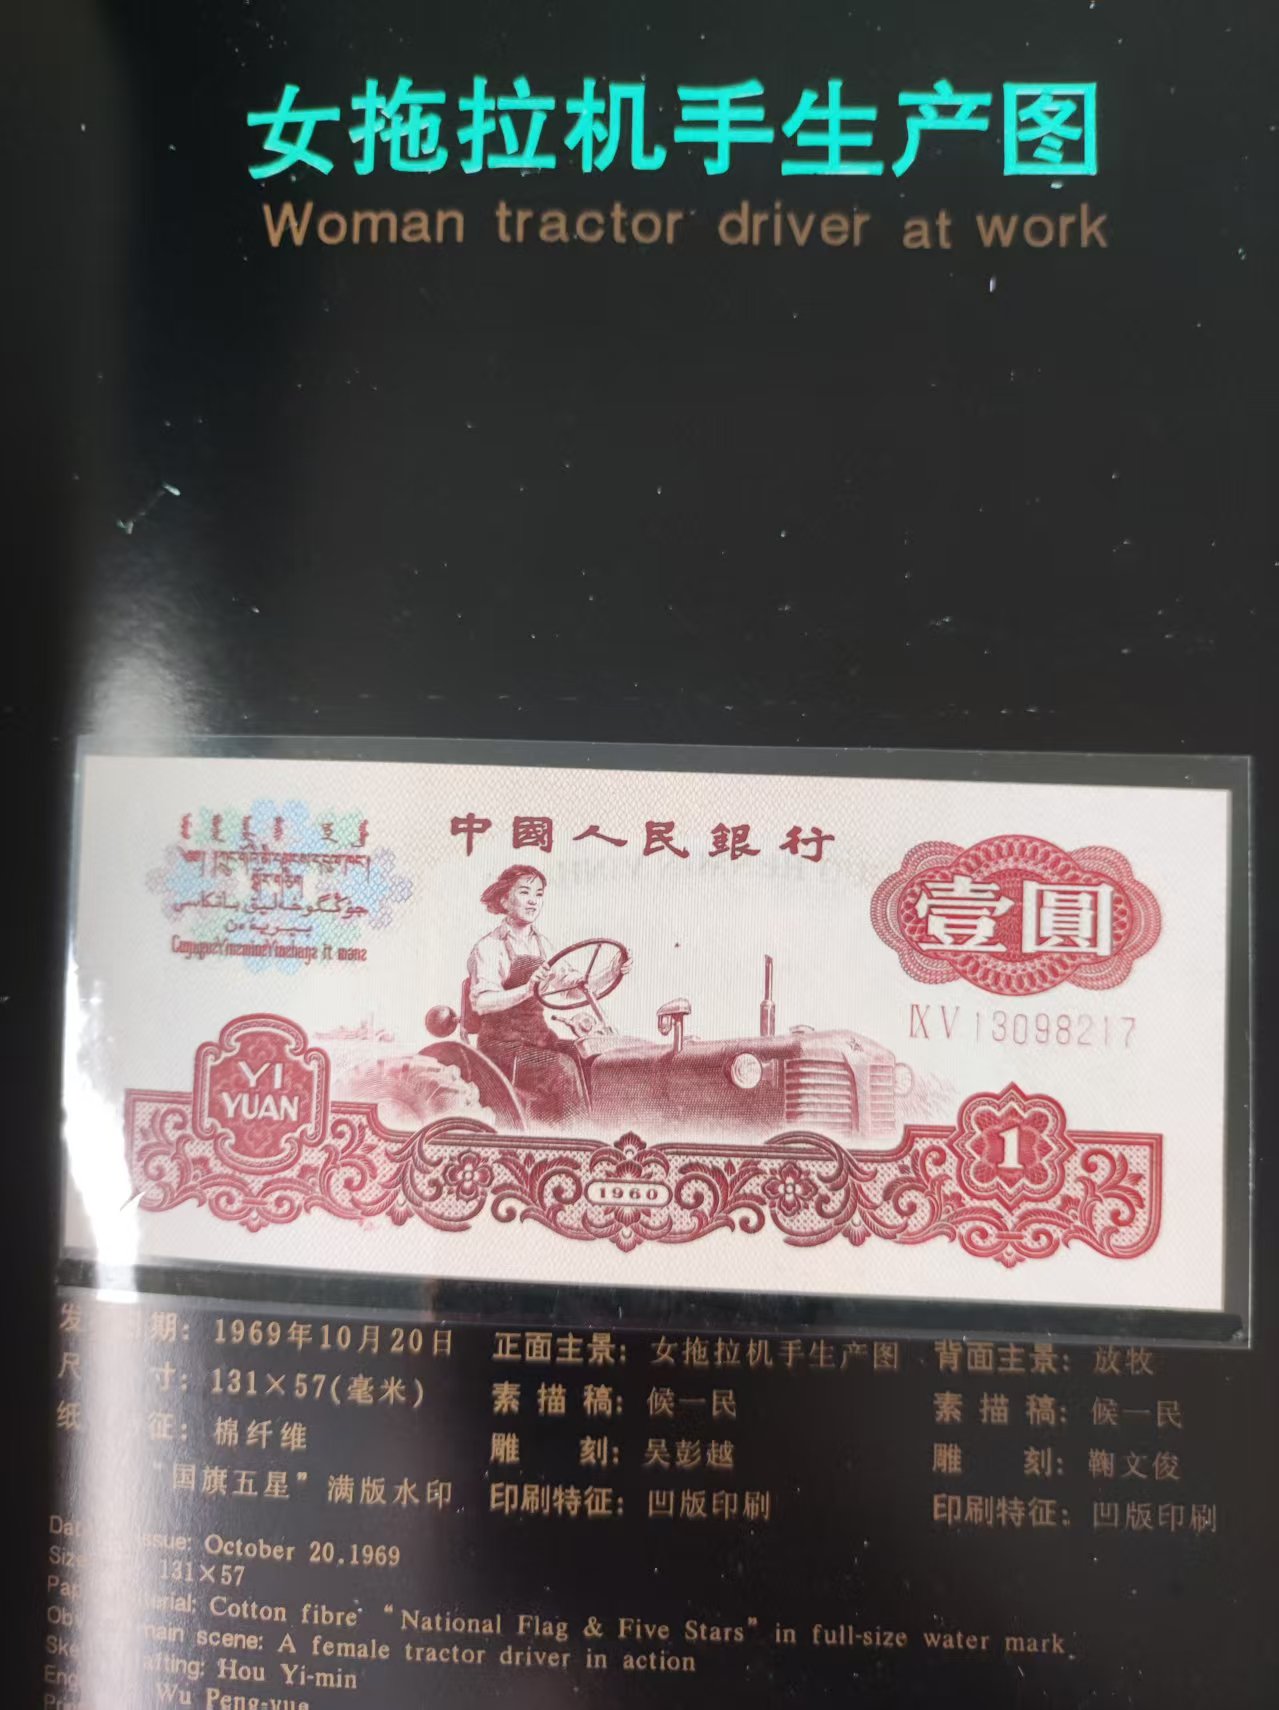 女拖拉机手生产图
Woman tractor driver at work
中國人民銀行
壹圓
IX V 13098217
YI
YUAN
1
1960
期：1969年10月20日
寸：131×57(毫米)
征：棉纤维
“国旗五星”满版水印
正面主景：女拖拉机手生产图
素描稿：候一民
雕刻：吴彭越
印刷特征：凹版印刷
背面主景：放牧
素描稿：候一民
雕刻：鞠文俊
印刷特征：凹版印刷
October 20.1969
131×57
Cotton fibre “National Flag & Five Stars” in full-size water mark
main scene: A female tractor driver in action
Hou Yi-min
Wu Peng-yue